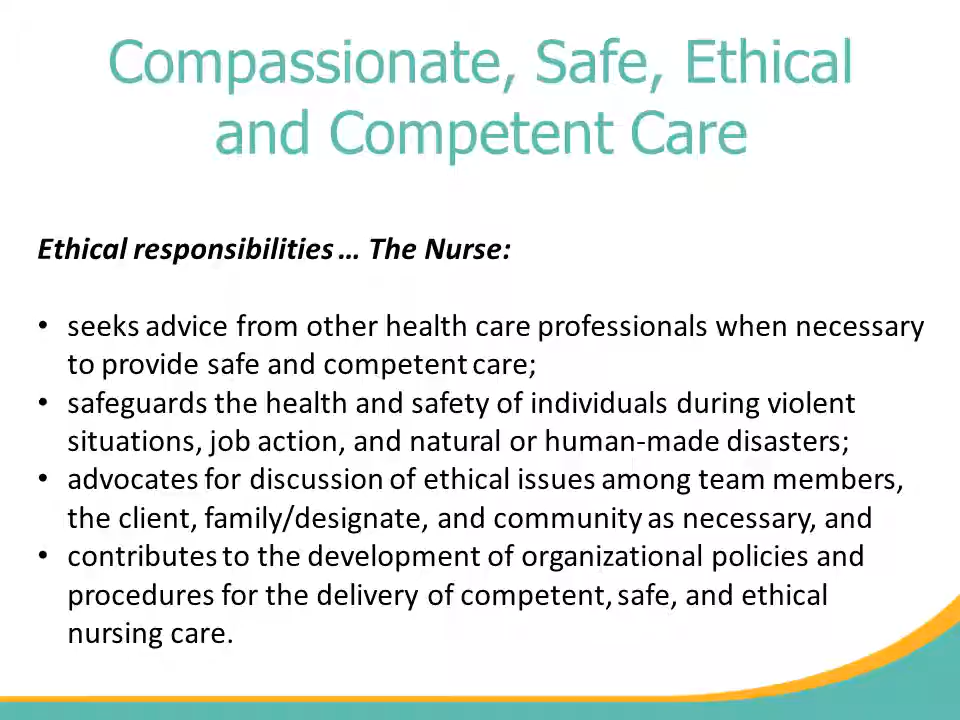 Compassionate, Safe, Ethical
and Competent Care
Ethical responsibilities … The Nurse:
• seeks advice from other health care professionals when necessary
to provide safe and competent care;
• safeguards the health and safety of individuals during violent
situations, job action, and natural or human-made disasters;
• advocates for discussion of ethical issues among team members,
the client, family/designate, and community as necessary, and
• contributes to the development of organizational policies and
procedures for the delivery of competent, safe, and ethical
nursing care.